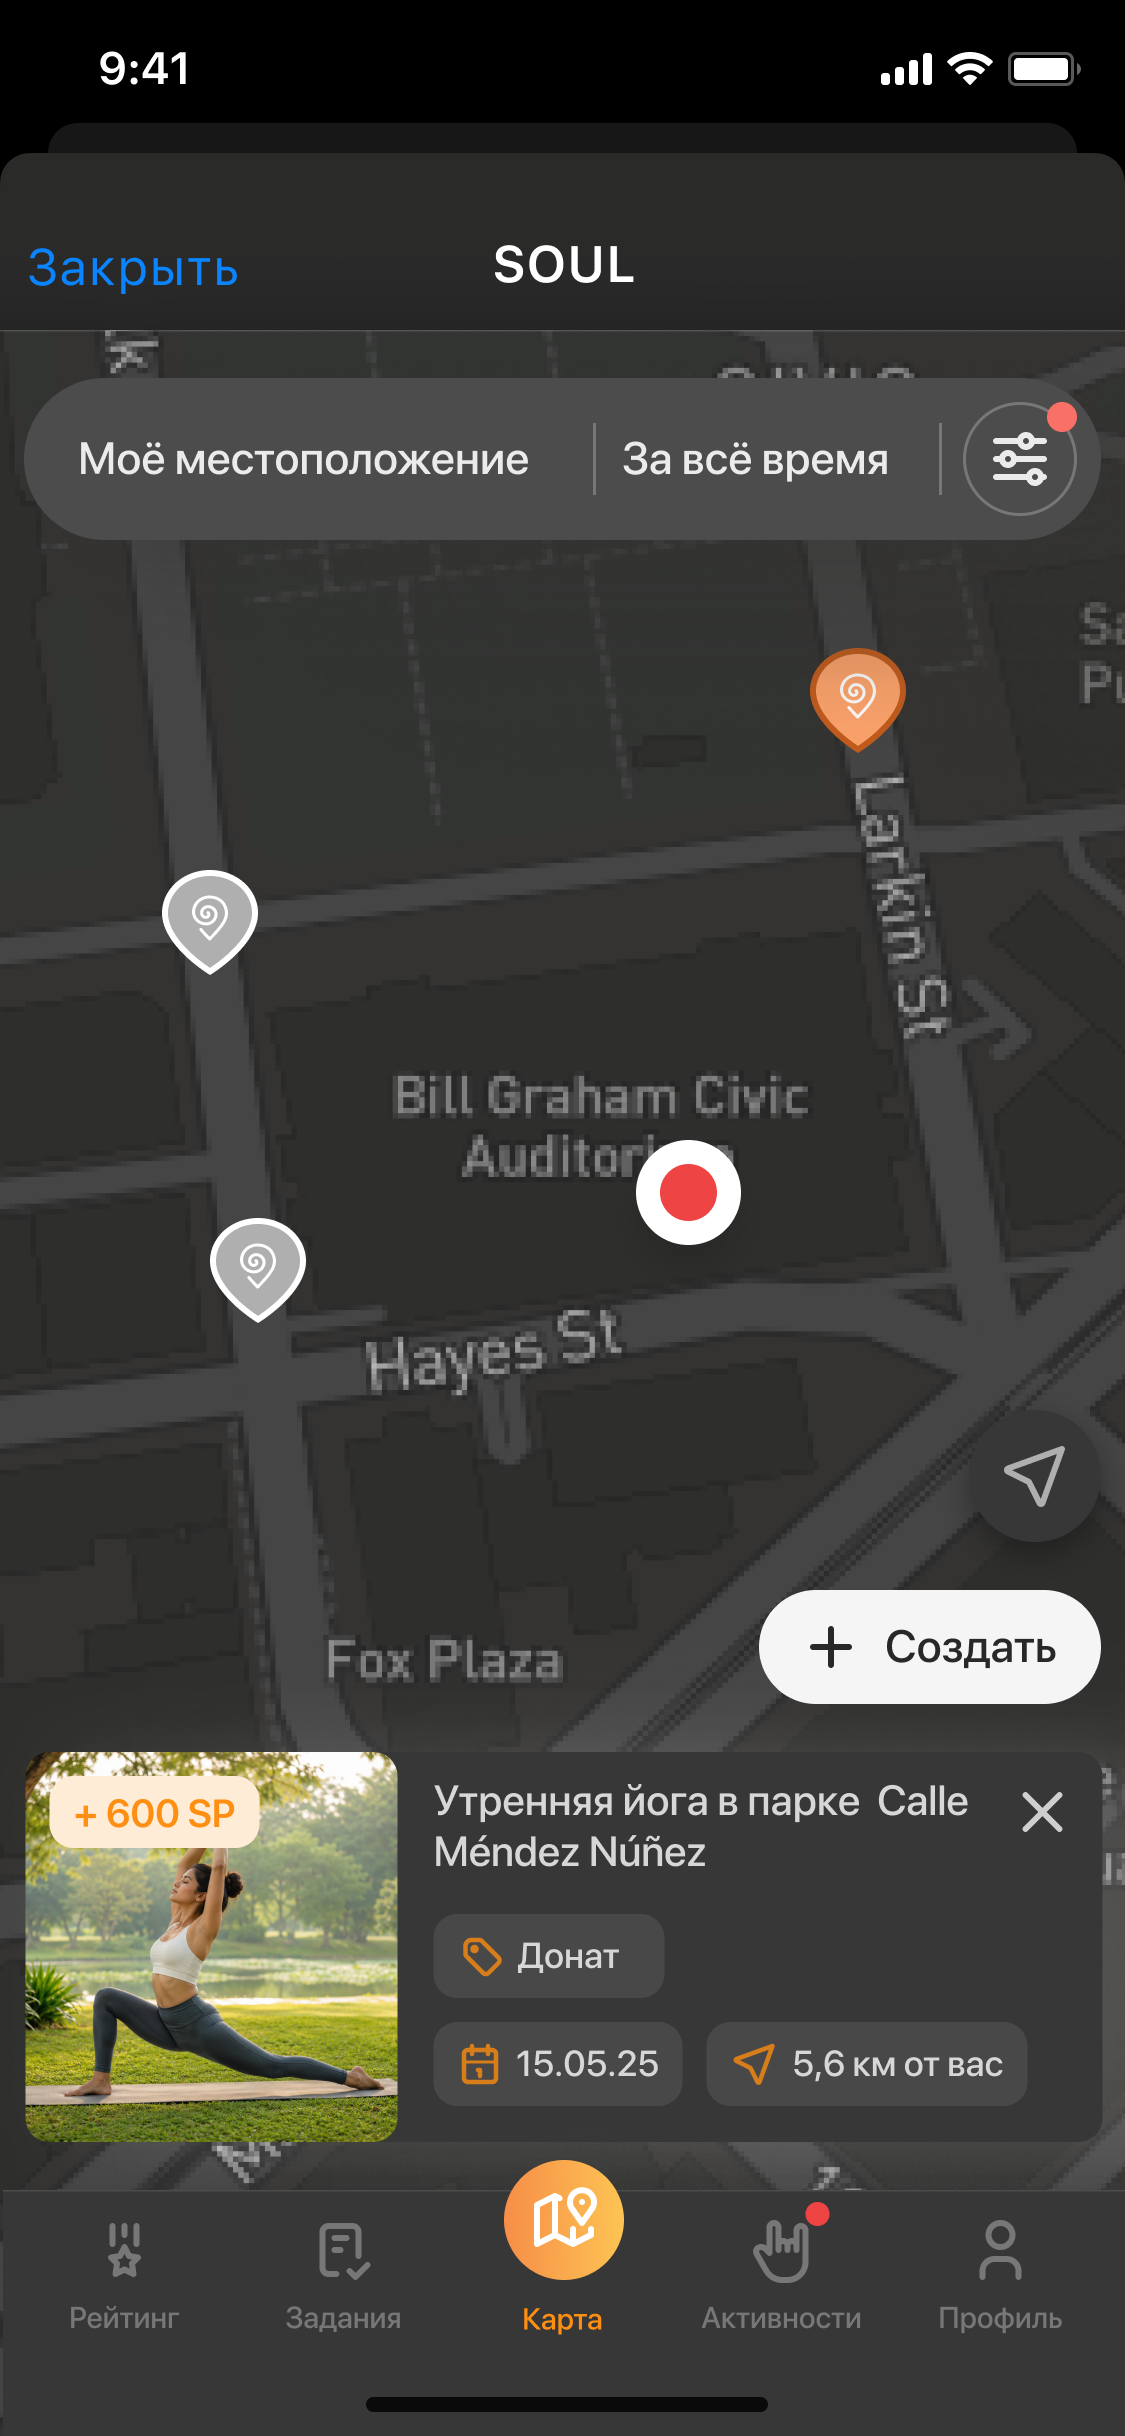 9:41
Закрыть
SOUL
Моё местоположение
За всё время
Larkin St
Bill Graham Civic
Hayes St
Fox Plaza
Создать
+ 600 SP
Утренняя йога в парке Calle
Méndez Núñez
Донат
15.05.25
5,6 км от вас
Рейтинг
Задания
Карта
Активности
Профиль